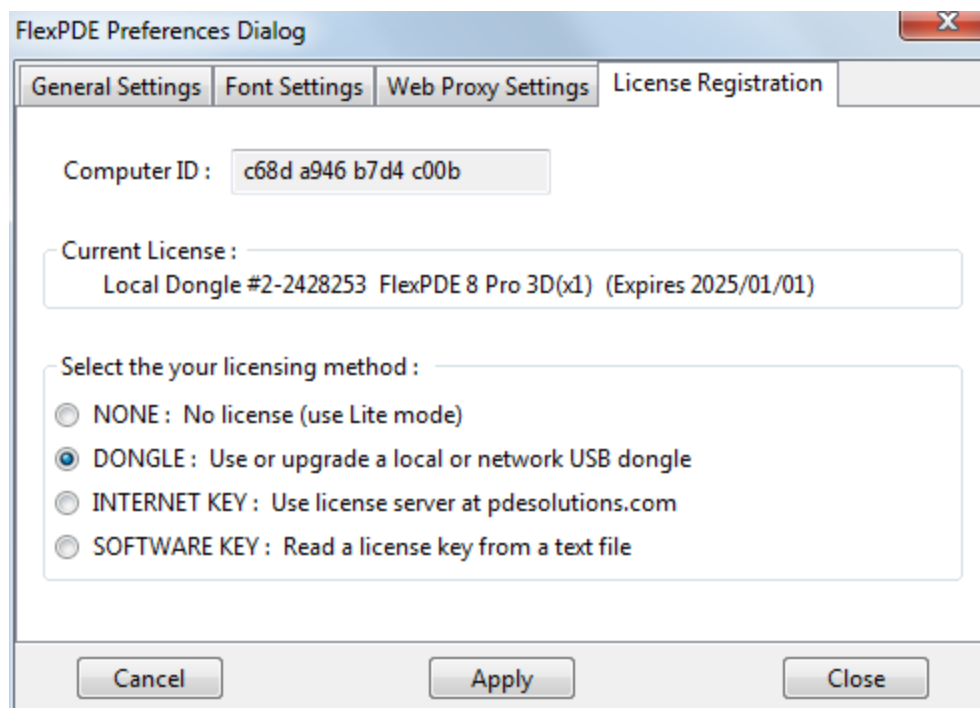 FlexPDE Preferences Dialog
General Settings
Font Settings
Web Proxy Settings
License Registration
Computer ID :
c68d a946 b7d4 c00b
Current License :
Local Dongle #2-2428253 FlexPDE 8 Pro 3D(x1) (Expires 2025/01/01)
Select the your licensing method :
NONE : No license (use Lite mode)
DONGLE : Use or upgrade a local or network USB dongle
INTERNET KEY : Use license server at pdesolutions.com
SOFTWARE KEY : Read a license key from a text file
Cancel
Apply
Close